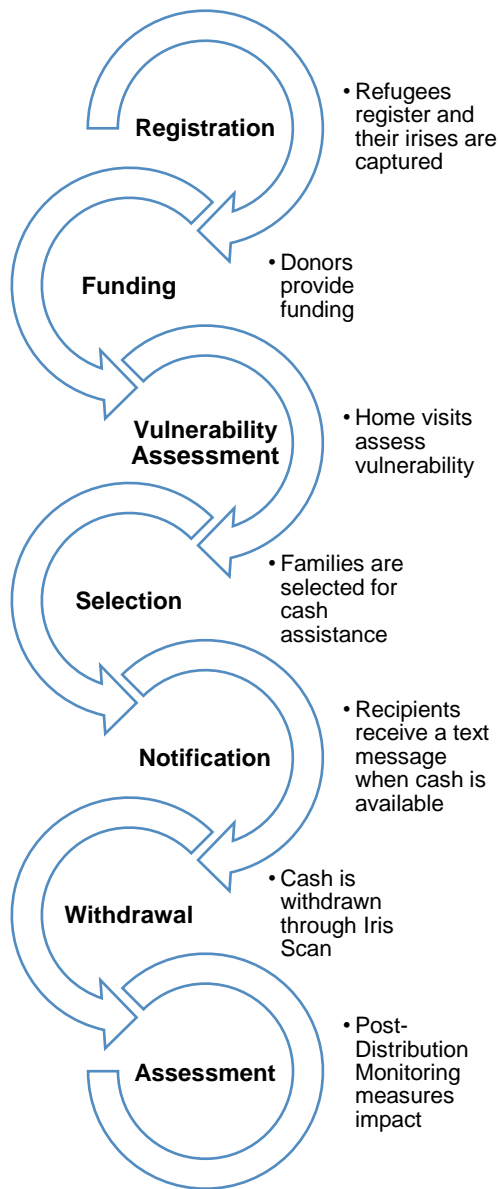 Registration
• Refugees
register and
their irises are
captured
Funding
• Donors
provide
funding
Vulnerability
Assessment
• Home visits
assess
vulnerability
Selection
• Families are
selected for
cash
assistance
Notification
• Recipients
receive a text
message
when cash is
available
Withdrawal
• Cash is
withdrawn
through Iris
Scan
Assessment
• Post-
Distribution
Monitoring
measures
impact